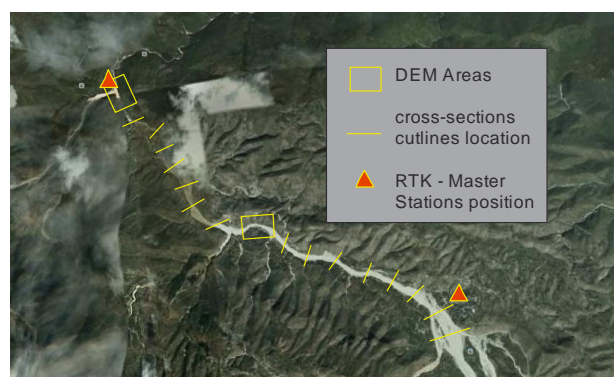 DEM Areas
cross-sections
cutlines location
RTK - Master
Stations position